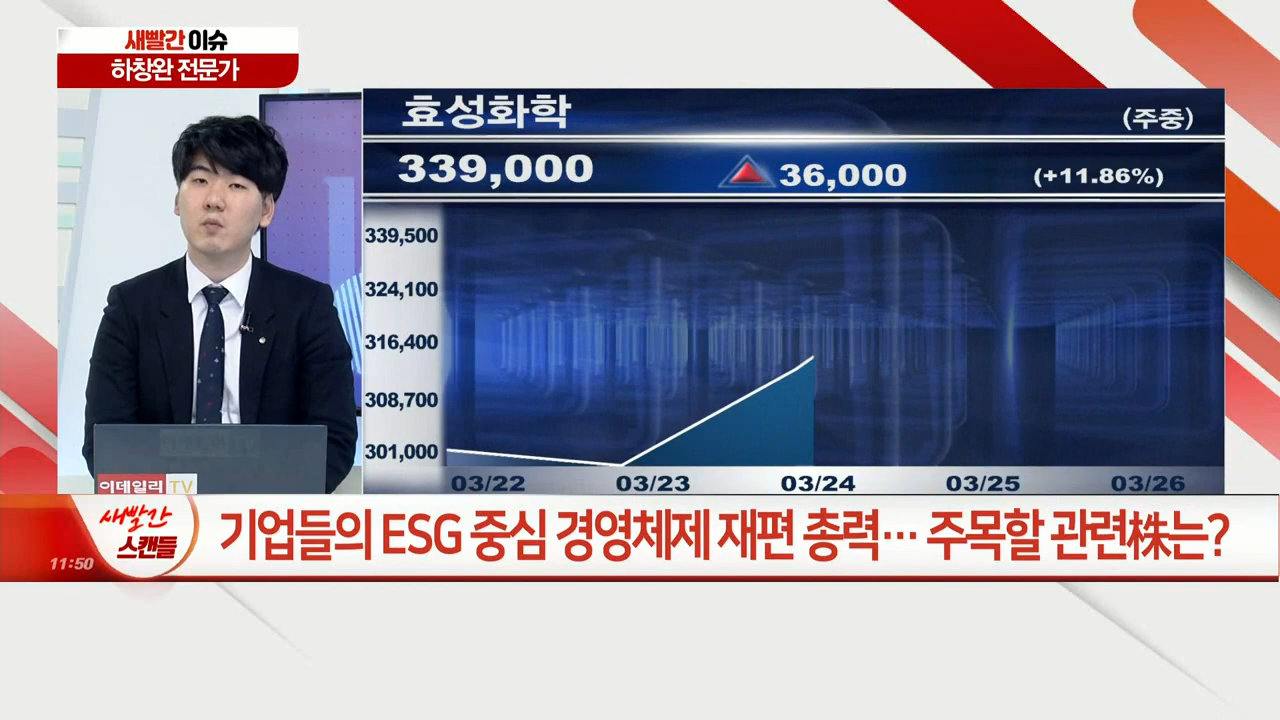 새빨간 이슈
하창완 전문가
효성화학
(주중)
339,000
36,000
(+11.86%)
339,500
324,100
316,400
308,700
301,000
03/22
03/23
03/24
03/25
03/26
이데일리TV
새빨간
스캔들
11:50
기업들의 ESG 중심 경영체제 재편 총력… 주목할 관련株는?